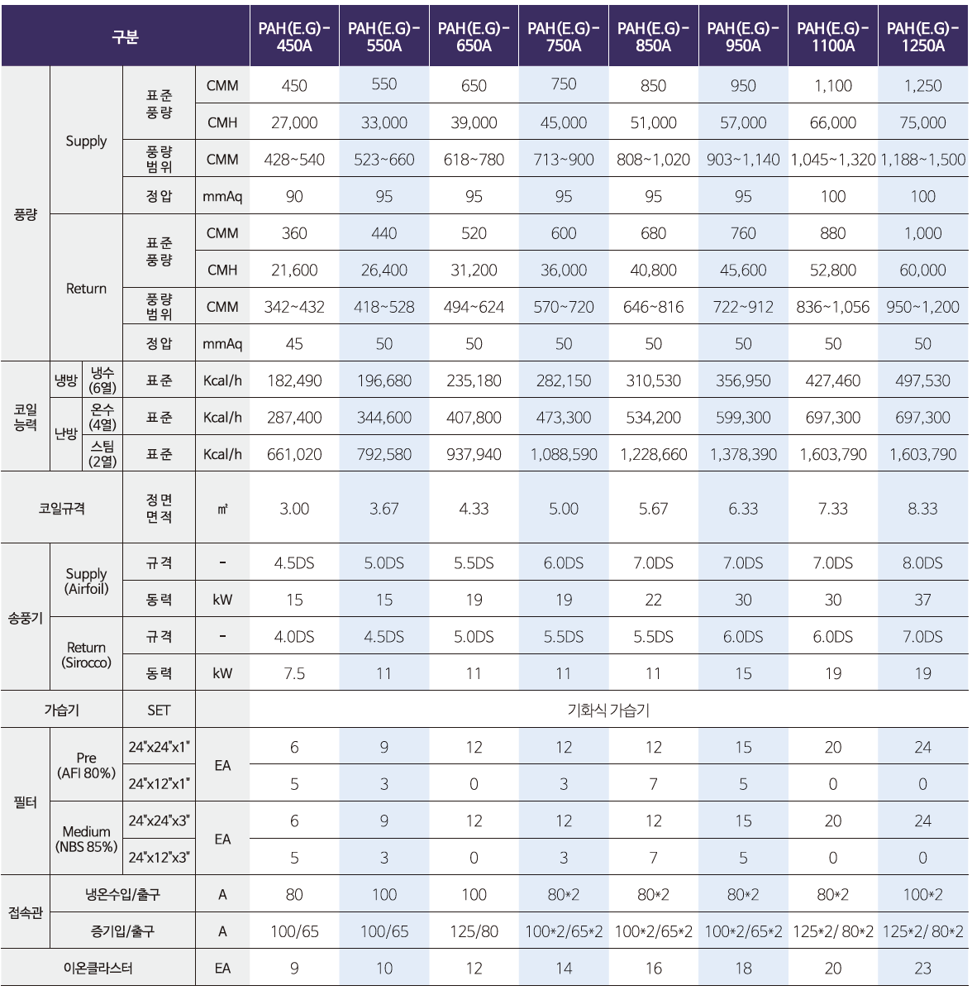 구분 PAH(E.G)- PAH(E.G)- PAH(E.G)- PAH(E.G)- PAH(E.G)- PAH(E.G)- PAH(E.G)- PAH(E.G)-
450A 550A 650A 750A 850A 950A 1100A 1250A
풍량 Supply 표준 풍량 CMM 450 550 650 750 850 950 1,100 1,250
CMH 27,000 33,000 39,000 45,000 51,000 57,000 66,000 75,000
풍량 범위 CMM 428~540 523~660 618~780 713~900 808~1,020 903~1,140 1,045~1,320 1,188~1,500
정압 mmAq 90 95 95 95 95 95 100 100
Return 표준 풍량 CMM 360 440 520 600 680 760 880 1,000
CMH 21,600 26,400 31,200 36,000 40,800 45,600 52,800 60,000
풍량 범위 CMM 342~432 418~528 494~624 570~720 646~816 722~912 836~1,056 950~1,200
정압 mmAq 45 50 50 50 50 50 50 50
코일 능력 냉방 냉수 (6열) 표준 Kcal/h 182,490 196,680 235,180 282,150 310,530 356,950 427,460 497,530
난방 온수 (4열) 표준 Kcal/h 287,400 344,600 407,800 473,300 534,200 599,300 697,300 697,300
스팀 (2열) 표준 Kcal/h 661,020 792,580 937,940 1,088,590 1,228,660 1,378,390 1,603,790 1,603,790
코일규격 정면 면적 ㎡ 3.00 3.67 4.33 5.00 5.67 6.33 7.33 8.33
송풍기 Supply (Airfoil) 규격 - 4.5DS 5.0DS 5.5DS 6.0DS 7.0DS 7.0DS 7.0DS 8.0DS
동력 kW 15 15 19 19 22 30 30 37
Return (Sirocco) 규격 - 4.0DS 4.5DS 5.0DS 5.5DS 5.5DS 6.0DS 6.0DS 7.0DS
동력 kW 7.5 11 11 11 11 15 19 19
가습기 SET 기화식 가습기
필터 Pre (AFI 80%) 24"x24"x1" EA 6 9 12 12 12 15 20 24
24"x12"x1" 5 3 0 3 7 5 0 0
Medium (NBS 85%) 24"x24"x3" EA 6 9 12 12 12 15 20 24
24"x12"x3" 5 3 0 3 7 5 0 0
접속관 냉온수입/출구 A 80 100 100 80*2 80*2 80*2 80*2 100*2
증기입/출구 A 100/65 100/65 125/80 100*2/65*2 100*2/65*2 100*2/65*2 125*2/ 80*2 125*2/ 80*2
이온클라스터 EA 9 10 12 14 16 18 20 23